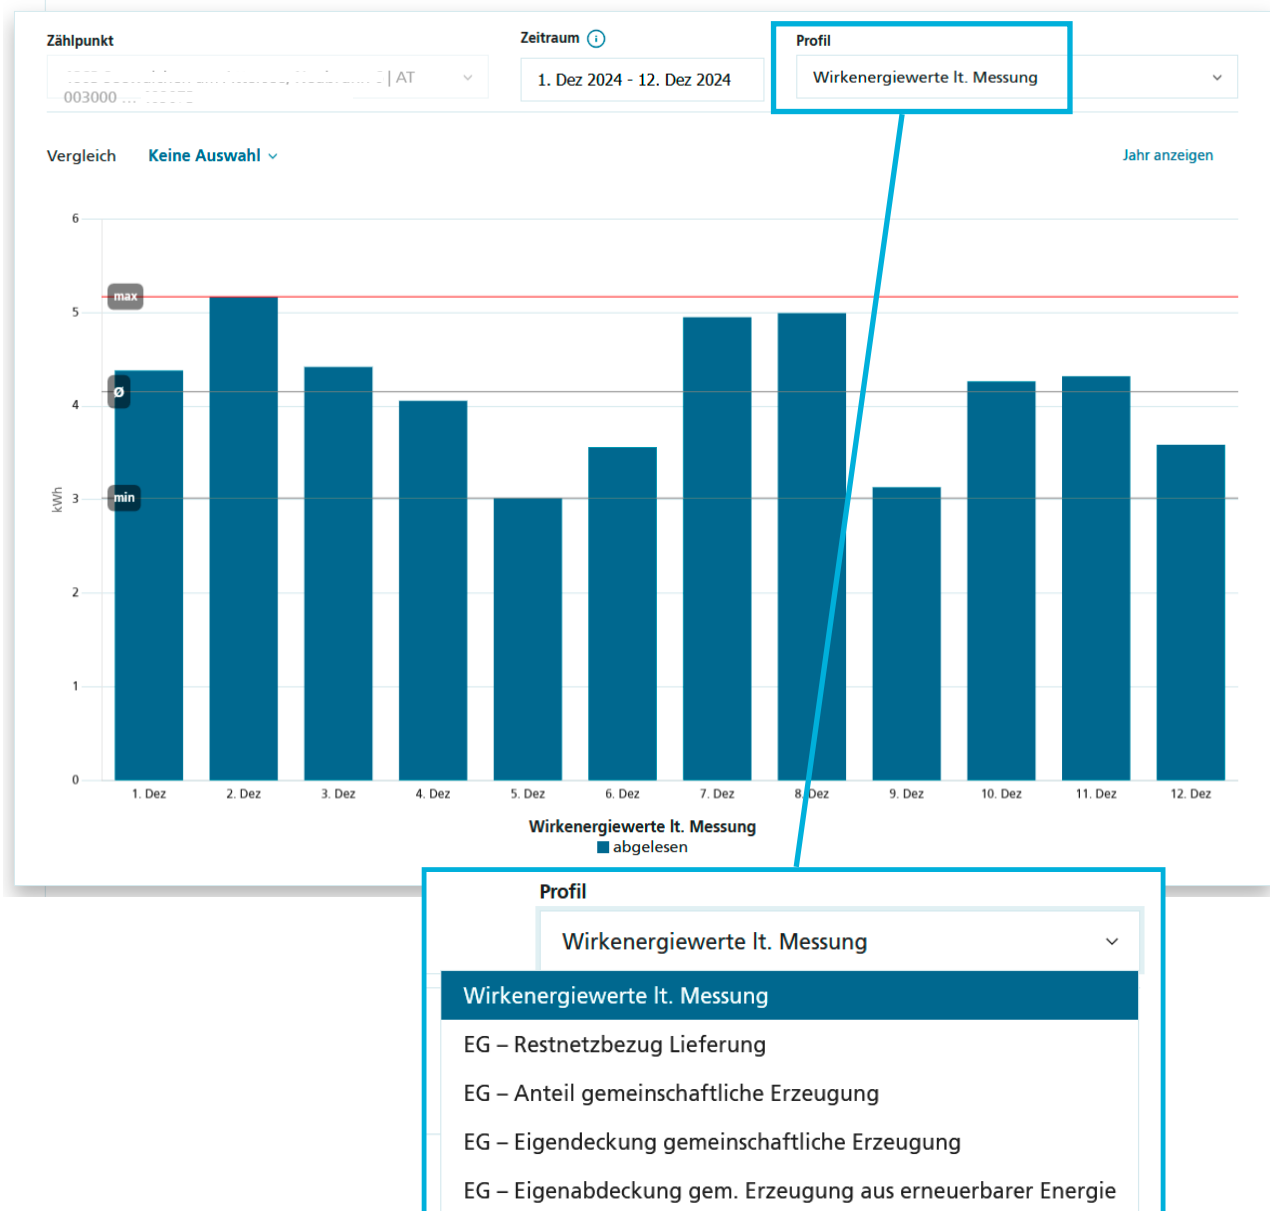 Zählpunkt
Zeitraum
Profil
| AT
003000
1. Dez 2024 - 12. Dez 2024
Wirkenergiewerte lt. Messung
Vergleich Keine Auswahl
Jahr anzeigen
6
max
5
Ø
4
kWh
3
min
2
1
0
1. Dez 2. Dez 3. Dez 4. Dez 5. Dez 6. Dez 7. Dez 8. Dez 9. Dez 10. Dez 11. Dez 12. Dez
Wirkenergiewerte lt. Messung
abgelesen
Profil
Wirkenergiewerte lt. Messung
Wirkenergiewerte lt. Messung
EG – Restnetzbezug Lieferung
EG – Anteil gemeinschaftliche Erzeugung
EG – Eigendeckung gemeinschaftliche Erzeugung
EG – Eigenabdeckung gem. Erzeugung aus erneuerbarer Energie